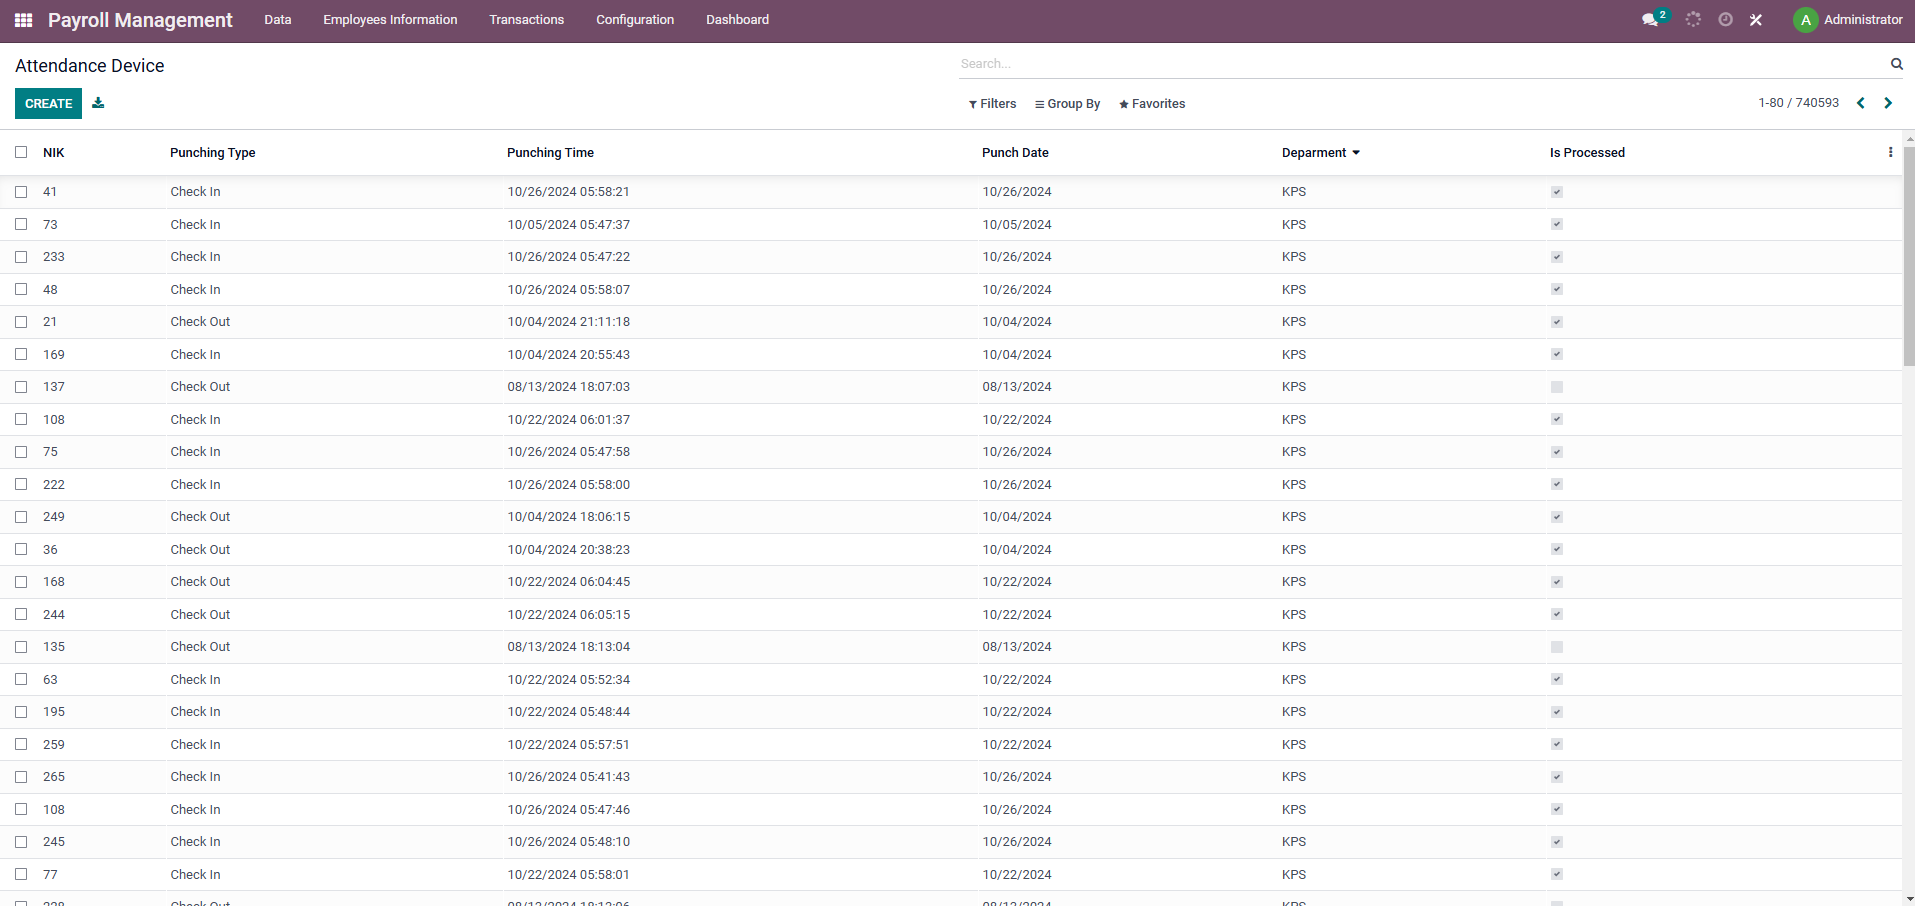 Payroll Management Data Employees Information Transactions Configuration Dashboard 2 A Administrator
Attendance Device Search...
CREATE Filters Group By Favorites 1-80 / 740593
NIK Punching Type Punching Time Punch Date Deparment Is Processed
41 Check In 10/26/2024 05:58:21 10/26/2024 KPS
73 Check In 10/05/2024 05:47:37 10/05/2024 KPS
233 Check In 10/26/2024 05:47:22 10/26/2024 KPS
48 Check In 10/26/2024 05:58:07 10/26/2024 KPS
21 Check Out 10/04/2024 21:11:18 10/04/2024 KPS
169 Check In 10/04/2024 20:55:43 10/04/2024 KPS
137 Check Out 08/13/2024 18:07:03 08/13/2024 KPS
108 Check In 10/22/2024 06:01:37 10/22/2024 KPS
75 Check In 10/26/2024 05:47:58 10/26/2024 KPS
222 Check In 10/26/2024 05:58:00 10/26/2024 KPS
249 Check Out 10/04/2024 18:06:15 10/04/2024 KPS
36 Check Out 10/04/2024 20:38:23 10/04/2024 KPS
168 Check Out 10/22/2024 06:04:45 10/22/2024 KPS
244 Check Out 10/22/2024 06:05:15 10/22/2024 KPS
135 Check Out 08/13/2024 18:13:04 08/13/2024 KPS
63 Check In 10/22/2024 05:52:34 10/22/2024 KPS
195 Check In 10/22/2024 05:48:44 10/22/2024 KPS
259 Check In 10/22/2024 05:57:51 10/22/2024 KPS
265 Check In 10/26/2024 05:41:43 10/26/2024 KPS
108 Check In 10/26/2024 05:47:46 10/26/2024 KPS
245 Check In 10/26/2024 05:48:10 10/26/2024 KPS
77 Check In 10/22/2024 05:58:01 10/22/2024 KPS
Check Out 08/13/2024 08/13/2024 KPS